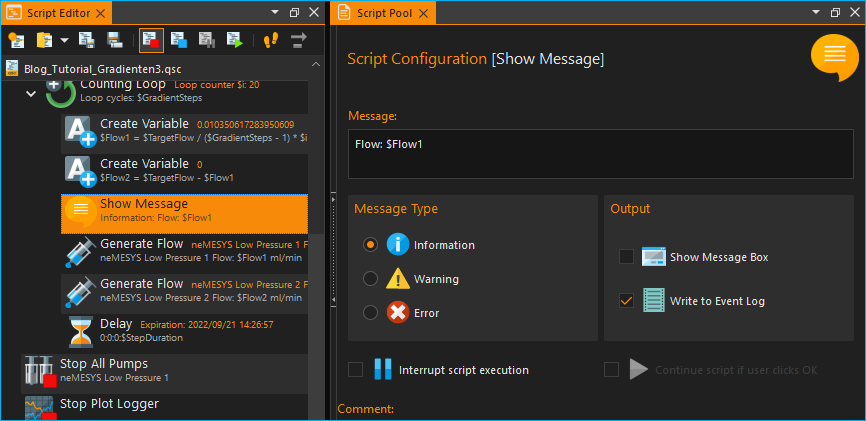 Script Editor
Script Pool
Blog_Tutorial_Gradienten3.qsc
Counting Loop Loop counter $i: 20
Loop cycles: $GradientSteps
Create Variable 0.010350617283950609
$Flow1 = $TargetFlow / ($GradientSteps - 1) * $i
Create Variable 0
$Flow2 = $TargetFlow - $Flow1
Show Message
Information: Flow: $Flow1
Generate Flow neMESYS Low Pressure 1 F
neMESYS Low Pressure 1 Flow: $Flow1 ml/min
Generate Flow neMESYS Low Pressure 2 F
neMESYS Low Pressure 2 Flow: $Flow2 ml/min
Delay Expiration: 2022/09/21 14:26:57
0:0:0:$StepDuration
Stop All Pumps
neMESYS Low Pressure 1
Stop Plot Logger
Script Configuration [Show Message]
Message:
Flow: $Flow1
Message Type
Information
Warning
Error
Output
Show Message Box
Write to Event Log
Interrupt script execution
Continue script if user clicks OK
Comment: